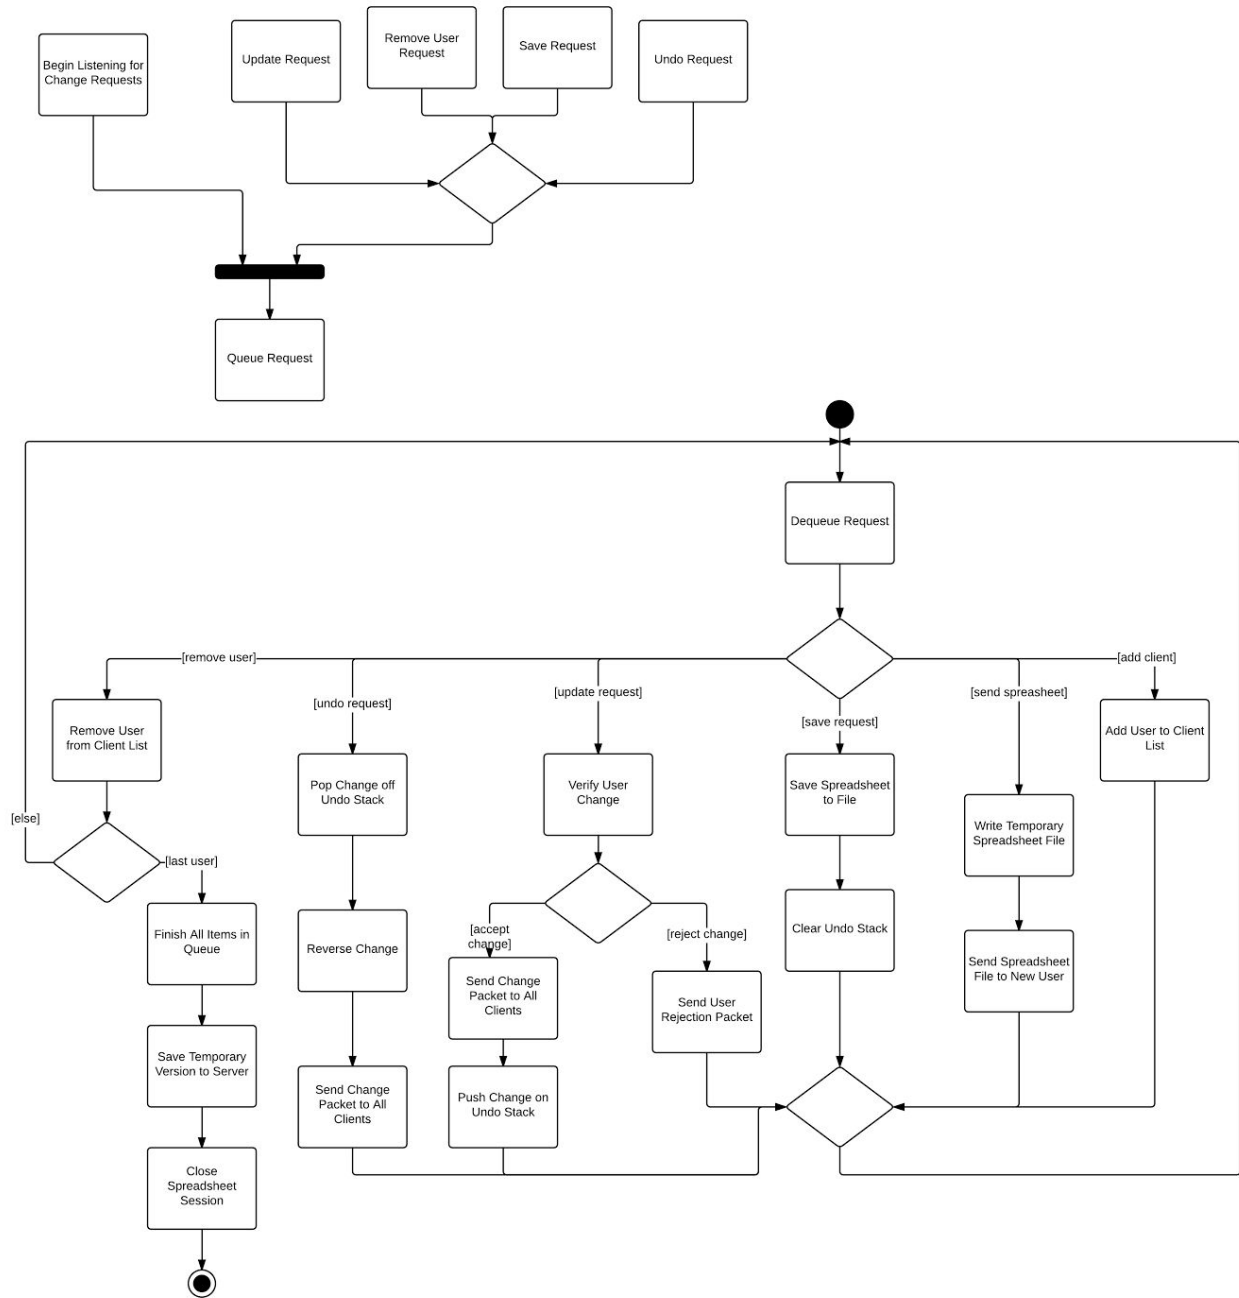 Begin Listening for
Change Requests
Update Request
Remove User
Request
Save Request
Undo Request
Queue Request
Dequeue Request
[remove user]
[undo request]
[update request]
[save request]
[send spreasheet]
[add client]
Remove User
from Client List
Pop Change off
Undo Stack
Verify User
Change
Save Spreadsheet
to File
Write Temporary
Spreadsheet File
Add User to Client
List
[else]
[last user]
Finish All Items in
Queue
Reverse Change
[accept
change]
[reject change]
Clear Undo Stack
Send Spreadsheet
File to New User
Send Change
Packet to All
Clients
Send User
Rejection Packet
Save Temporary
Version to Server
Send Change
Packet to All
Clients
Push Change on
Undo Stack
Close
Spreadsheet
Session